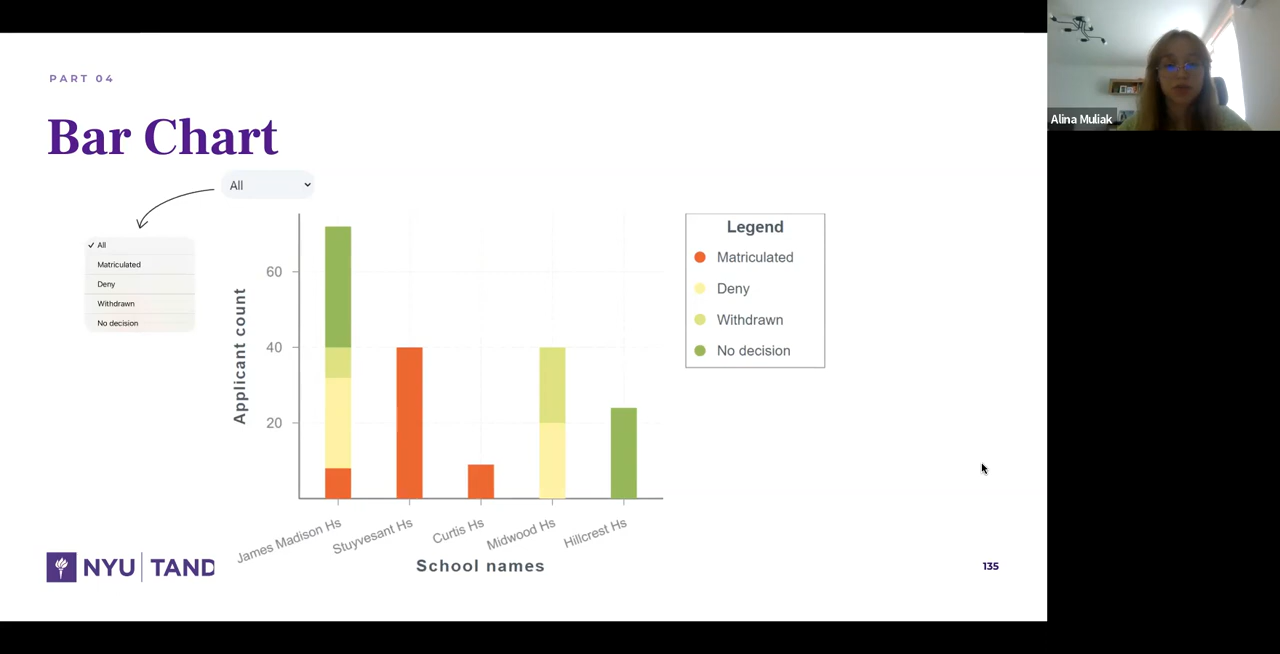 PART 04
Bar Chart
All
All
Matriculated
Deny
Withdrawn
No decision
Applicant count
60
40
20
James Madison Hs
Stuyvesant Hs
Curtis Hs
Midwood Hs
Hillcrest Hs
School names
Legend
Matriculated
Deny
Withdrawn
No decision
NYU TAND
135
Alina Muliak